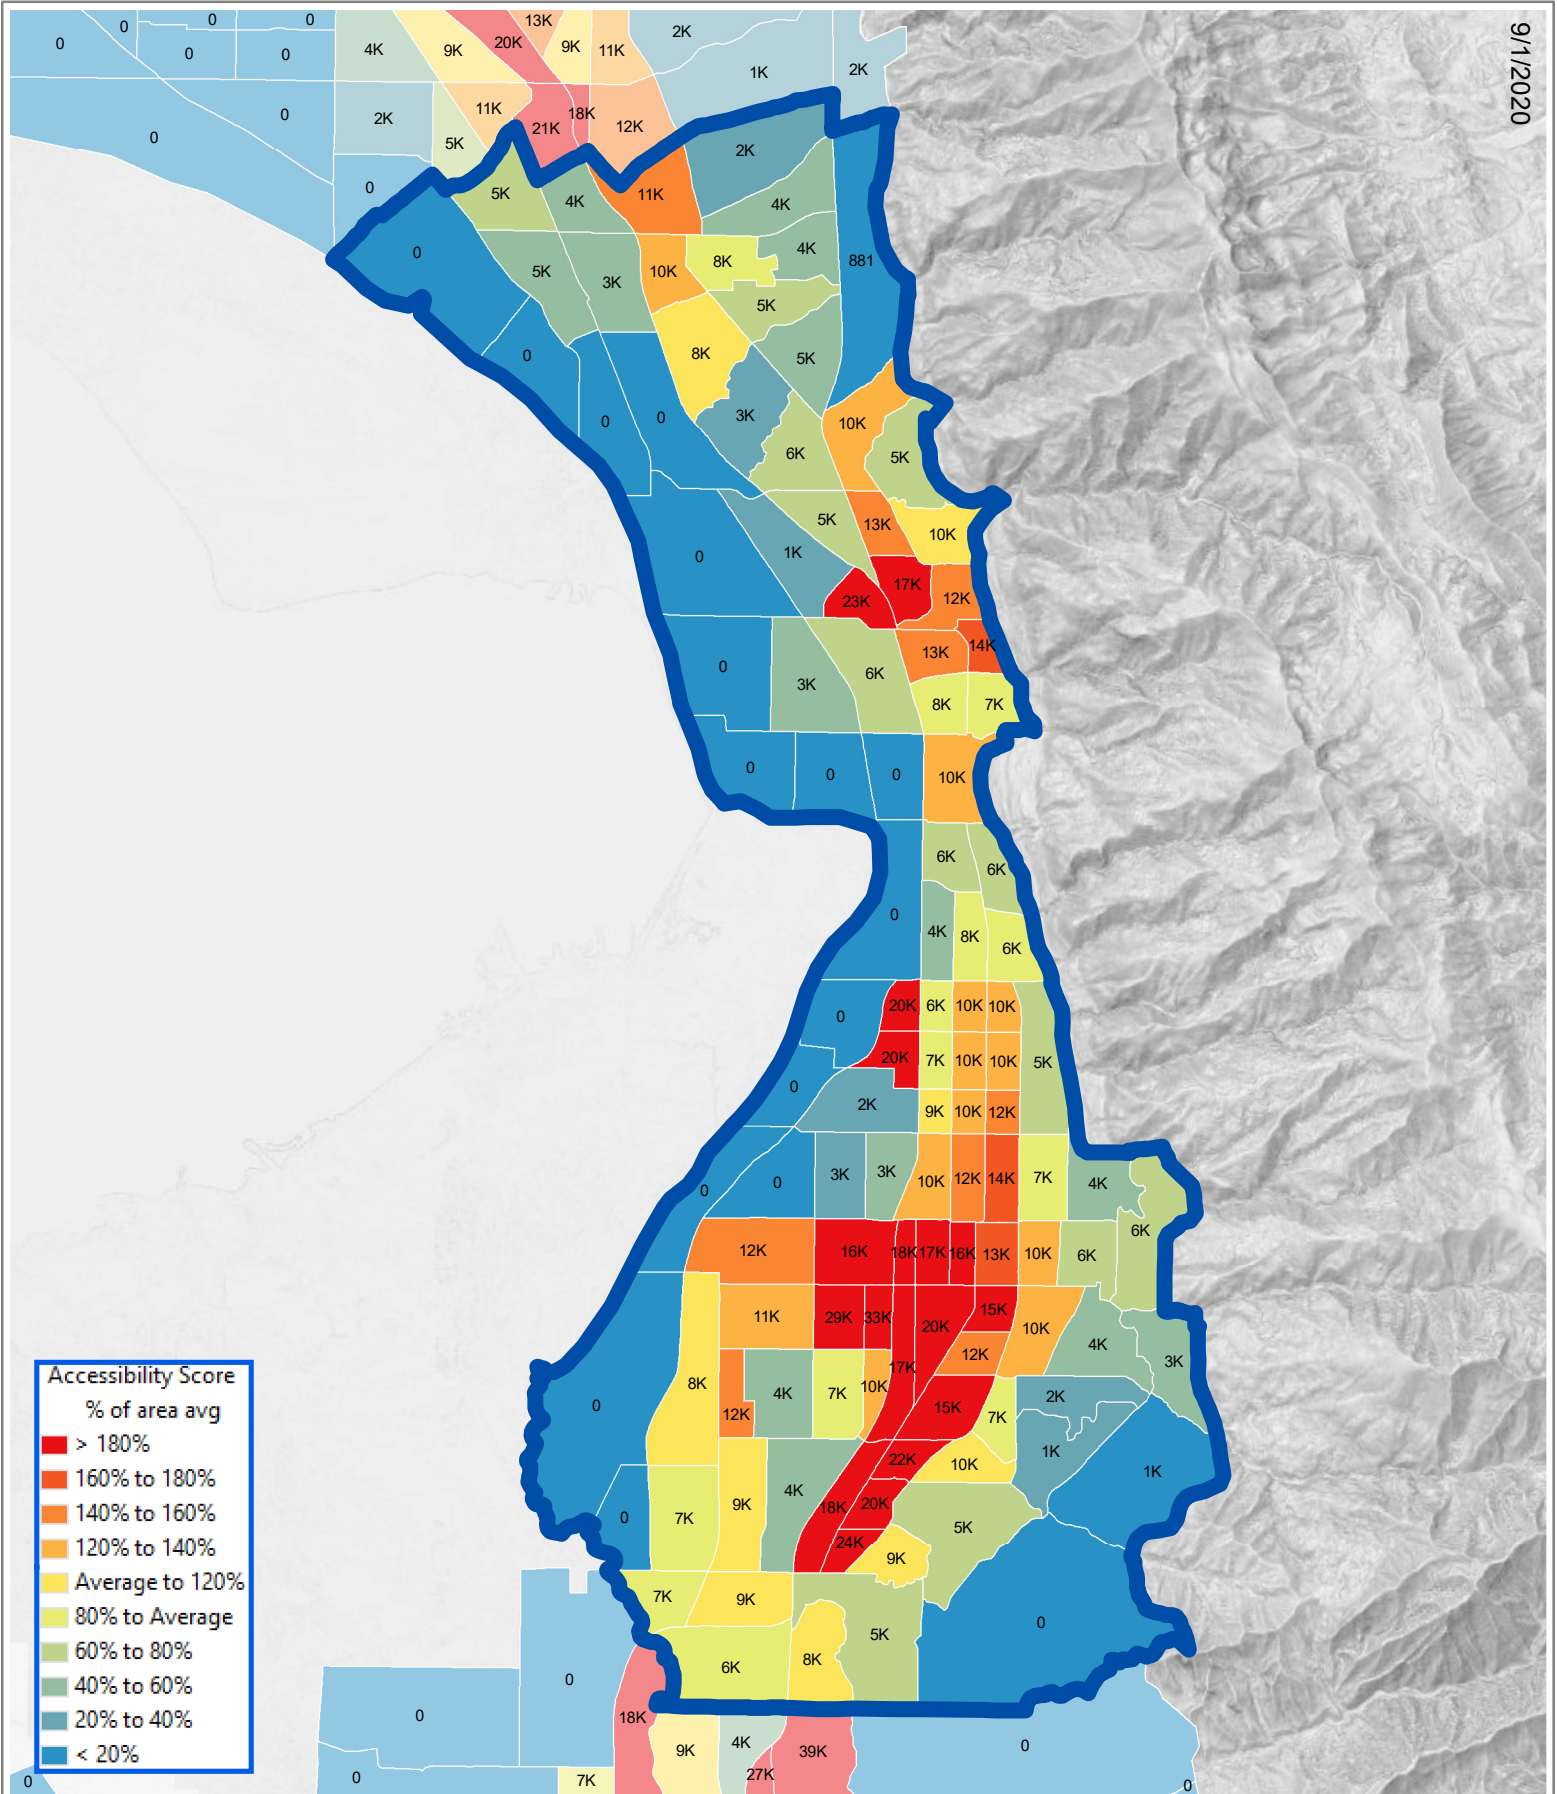 0 0 0 0 13K 2K
0 0 4K 9K 20K 9K 11K
1K 2K
9/1/2020
0 0 2K 11K 18K
21K 12K
5K
2K
0 5K 4K 11K
4K
0 5K 3K 10K 8K 4K 881
5K
0 8K 5K
0 0 3K 10K
6K 5K
5K 13K 10K
0 1K
23K 17K 12K
13K 14K
0 3K 6K
8K 7K
0 0 0 10K
6K 6K
0 4K 8K 6K
0 20K 6K 10K 10K
20K 7K 10K 10K 5K
0 2K 9K 10K 12K
0 0 3K 3K 10K 12K 14K 7K 4K
12K 16K 18K 17K 16K 13K 10K 6K 6K
11K 29K 33K 20K 15K 10K
4K 3K
17K 12K
0 8K 12K 4K 7K 10K 15K 7K 2K
22K 10K 1K 1K
0 7K 9K 4K 18K 20K 5K
24K 9K
7K 9K
0
6K 8K 5K
0 0 18K 9K 4K 39K 0
0 0 7K 27K 0
Accessibility Score
% of area avg
> 180%
160% to 180%
140% to 160%
120% to 140%
Average to 120%
80% to Average
60% to 80%
40% to 60%
20% to 40%
< 20%